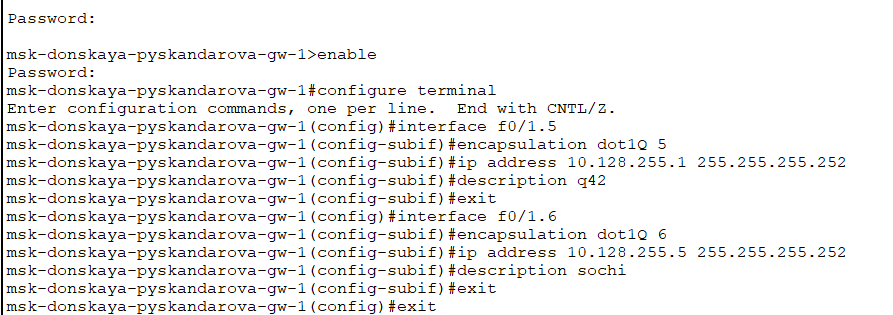 Password:
msk-donskaya-pyskandarova-gw-1>enable
Password:
msk-donskaya-pyskandarova-gw-1#configure terminal
Enter configuration commands, one per line.  End with CNTL/Z.
msk-donskaya-pyskandarova-gw-1(config)#interface f0/1.5
msk-donskaya-pyskandarova-gw-1(config-subif)#encapsulation dot1Q 5
msk-donskaya-pyskandarova-gw-1(config-subif)#ip address 10.128.255.1 255.255.255.252
msk-donskaya-pyskandarova-gw-1(config-subif)#description q42
msk-donskaya-pyskandarova-gw-1(config-subif)#exit
msk-donskaya-pyskandarova-gw-1(config)#interface f0/1.6
msk-donskaya-pyskandarova-gw-1(config-subif)#encapsulation dot1Q 6
msk-donskaya-pyskandarova-gw-1(config-subif)#ip address 10.128.255.5 255.255.255.252
msk-donskaya-pyskandarova-gw-1(config-subif)#description sochi
msk-donskaya-pyskandarova-gw-1(config-subif)#exit
msk-donskaya-pyskandarova-gw-1(config)#exit